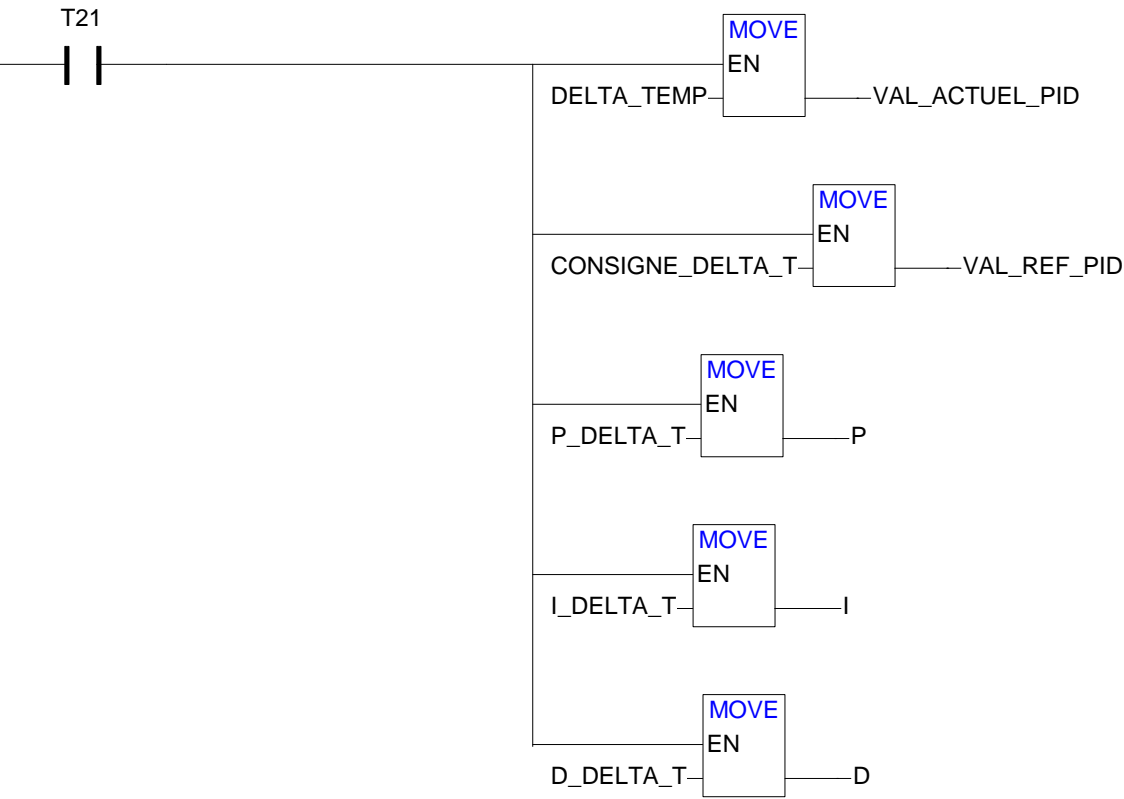 T21
MOVE
EN
DELTA_TEMP
VAL_ACTUEL_PID
MOVE
EN
CONSIGNE_DELTA_T
VAL_REF_PID
MOVE
EN
P_DELTA_T
P
MOVE
EN
I_DELTA_T
I
MOVE
EN
D_DELTA_T
D